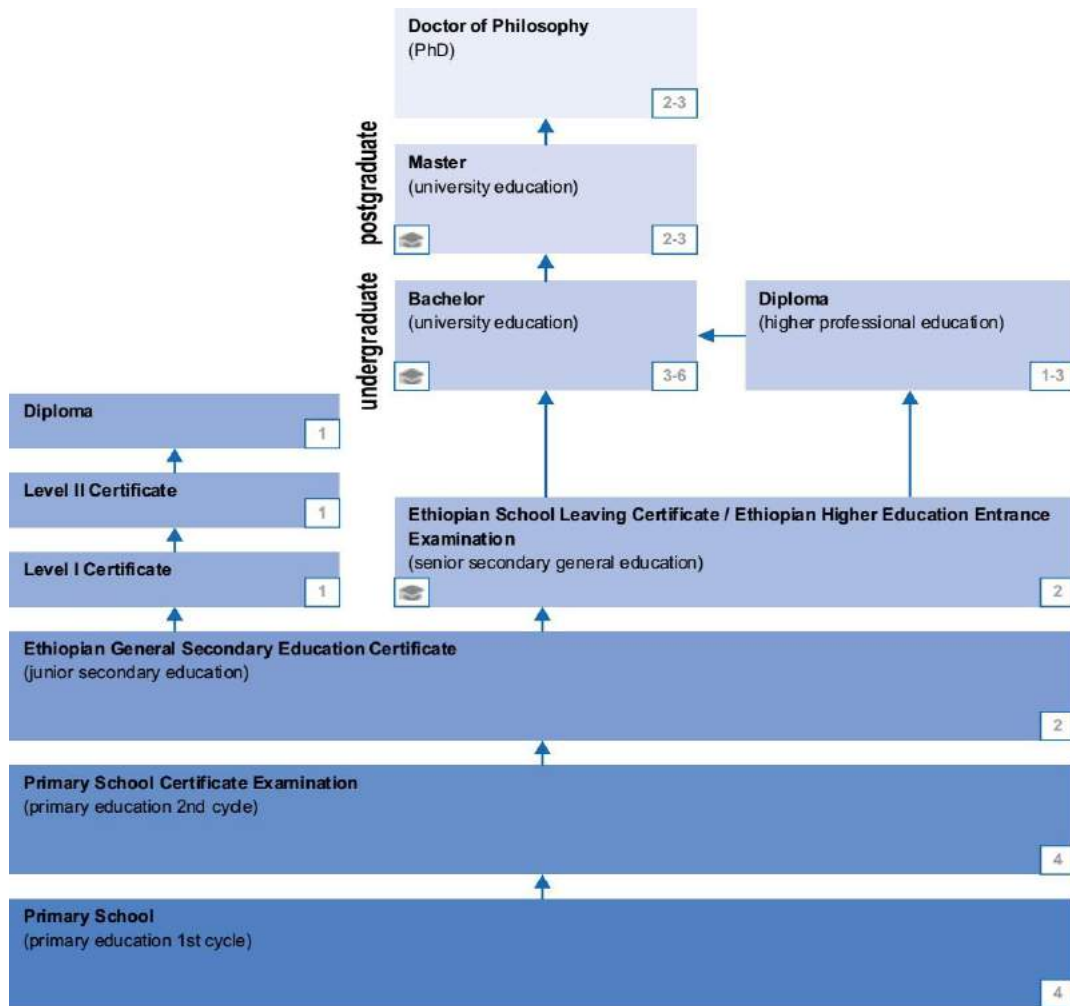 Doctor of Philosophy
(PhD)
2-3
postgraduate
Master
(university education)
2-3
undergraduate
Bachelor
(university education)
3-6
Diploma
(higher professional education)
1-3
Diploma
1
Level II Certificate
1
Level I Certificate
1
Ethiopian School Leaving Certificate / Ethiopian Higher Education Entrance
Examination
(senior secondary general education)
2
Ethiopian General Secondary Education Certificate
(junior secondary education)
2
Primary School Certificate Examination
(primary education 2nd cycle)
4
Primary School
(primary education 1st cycle)
4